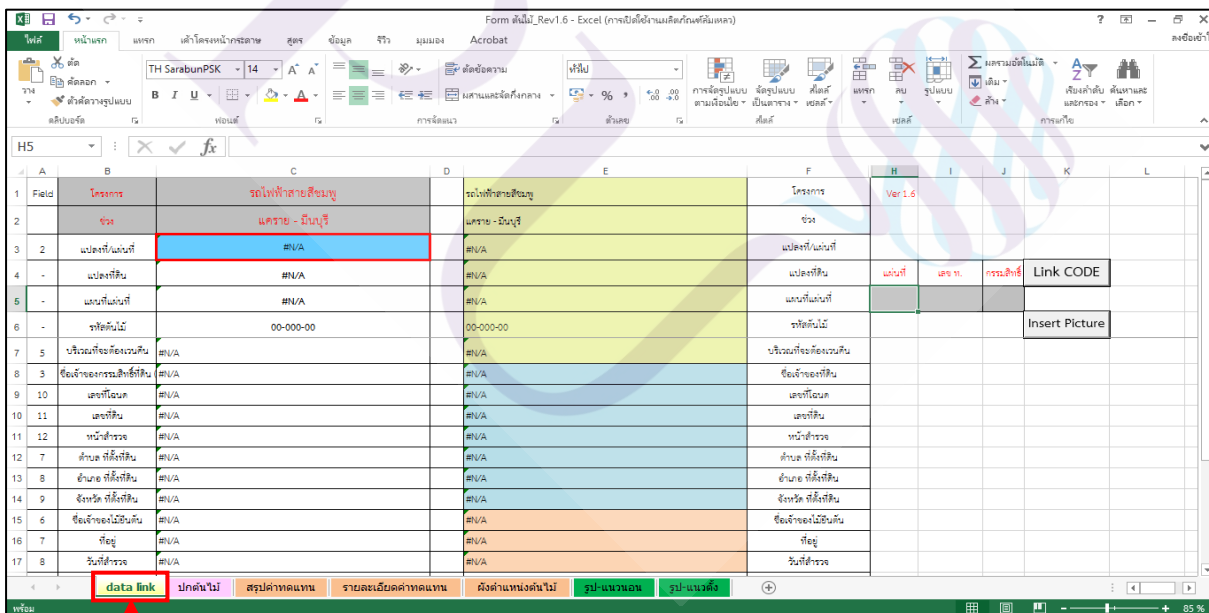 Form ต้นไม้_Rev1.6 - Excel (การเปิดใช้งานผลิตภัณฑ์ล้มเหลว)
ไฟล์ หน้าแรก แทรก เค้าโครงหน้ากระดาษ สูตร ข้อมูล รีวิว มุมมอง Acrobat ลงชื่อเข้าใ
วาง ตัด คัดลอก ตัวคัดวางรูปแบบ
TH SarabunPSK 14 A A ตัดข้อความ ทั่วไป ผลรวมอัตโนมัติ
B I U A ผสานและจัดกึ่งกลาง % , การจัดรูปแบบตามเงื่อนไข จัดรูปแบบเป็นตาราง สไตล์เซลล์ แทรก ลบ รูปแบบ เติม ล้าง เรียงลำดับและกรอง ค้นหาและเลือก
คลิปบอร์ด ฟอนต์ การจัดแนว ตัวเลข สไตล์ เซลล์ การแก้ไข
H5 fx
A B C D E F H I J K L
1 Field โครงการ รถไฟฟ้าสายสีชมพู รถไฟฟ้าสายสีชมพู โครงการ Ver 1.6
2 ช่วง แคราย - มีนบุรี แคราย - มีนบุรี ช่วง
3 2 แปลงที่/แผ่นที่ #N/A #N/A แปลงที่/แผ่นที่
4 - แปลงที่ดิน #N/A #N/A แปลงที่ดิน แผ่นที่ เลข ท. กรรมสิทธิ์ Link CODE
5 - แผนที่แผ่นที่ #N/A #N/A แผนที่แผ่นที่
6 - รหัสต้นไม้ 00-000-00 00-000-00 รหัสต้นไม้ Insert Picture
7 5 บริเวณที่จะต้องเวนคืน #N/A #N/A บริเวณที่จะต้องเวนคืน
8 3 ชื่อเจ้าของกรรมสิทธิ์ที่ดิน ( #N/A #N/A ชื่อเจ้าของที่ดิน
9 10 เลขที่โฉนด #N/A #N/A เลขที่โฉนด
10 11 เลขที่ดิน #N/A #N/A เลขที่ดิน
11 12 หน้าสำรวจ #N/A #N/A หน้าสำรวจ
12 7 ตำบล ที่ตั้งที่ดิน #N/A #N/A ตำบล ที่ตั้งที่ดิน
13 8 อำเภอ ที่ตั้งที่ดิน #N/A #N/A อำเภอ ที่ตั้งที่ดิน
14 9 จังหวัด ที่ตั้งที่ดิน #N/A #N/A จังหวัด ที่ตั้งที่ดิน
15 6 ชื่อเจ้าของไม้ยืนต้น #N/A #N/A ชื่อเจ้าของไม้ยืนต้น
16 7 ที่อยู่ #N/A #N/A ที่อยู่
17 8 วันที่สำรวจ #N/A #N/A วันที่สำรวจ
data link ปกต้นไม้ สรุปค่าทดแทน รายละเอียดค่าทดแทน ผังตำแหน่งต้นไม้ รูป-แนวนอน รูป-แนวตั้ง
พร้อม 85 %